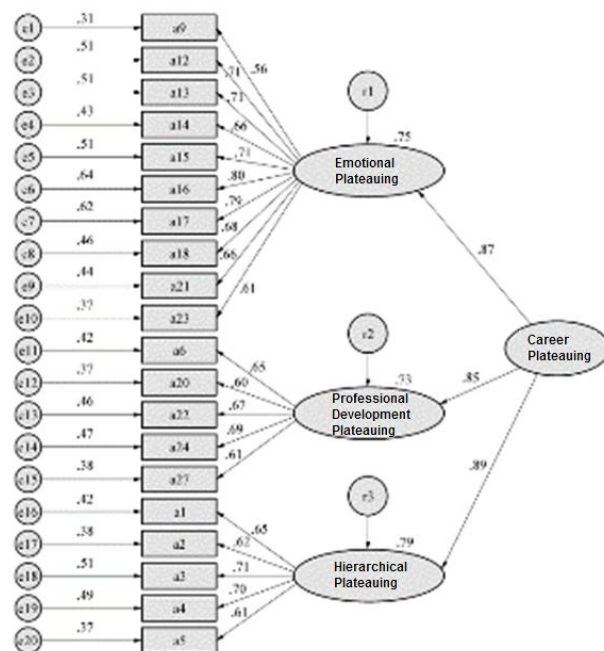 e1 .31 a9
e2 .51 a12
e3 .51 a13
e4 .43 a14
e5 .51 a15
e6 .64 a16
e7 .62 a17
e8 .46 a18
e9 .44 a21
e10 .37 a23
e11 .42 a6
e12 .37 a20
e13 .46 a22
e14 .47 a24
e15 .38 a27
e16 .42 a1
e17 .38 a2
e18 .51 a3
e19 .49 a4
e20 .37 a5
.56
.71
.71
.66
.71
.80
.79
.68
.66
.61
.65
.60
.67
.69
.61
.65
.62
.71
.70
.61
r1
.75
Emotional
Plateauing
r2
.73
Professional
Development
Plateauing
r3
.79
Hierarchical
Plateauing
.87
.85
.89
Career
Plateauing